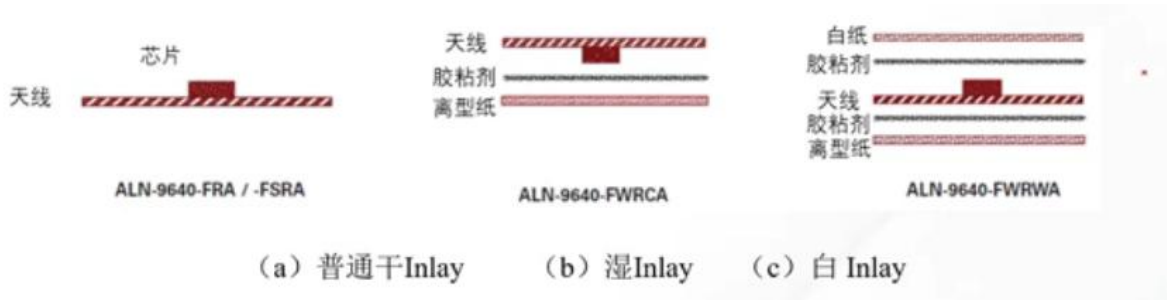 芯片
天线
ALN-9640-FRA / -FSRA
天线
胶粘剂
离型纸
ALN-9640-FWRCA
白纸
胶粘剂
天线
胶粘剂
离型纸
ALN-9640-FWRWA
（a）普通干Inlay （b）湿Inlay （c）白 Inlay